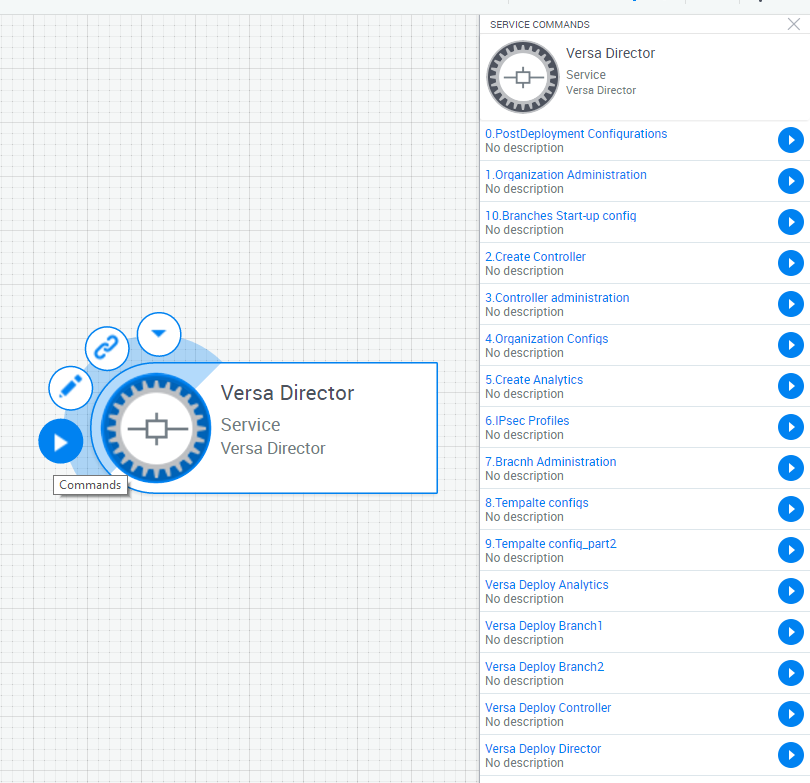 SERVICE COMMANDS
Versa Director
Service
Versa Director
0.PostDeployment Configurations
No description
1.Organization Administration
No description
10.Branches Start-up config
No description
2.Create Controller
No description
3.Controller administration
No description
4.Organization Configs
No description
5.Create Analytics
No description
6.IPsec Profiles
No description
7.Bracnh Administration
No description
8.Tempalte configs
No description
9.Tempalte config_part2
No description
Versa Deploy Analytics
No description
Versa Deploy Branch1
No description
Versa Deploy Branch2
No description
Versa Deploy Controller
No description
Versa Deploy Director
No description
Versa Director
Service
Versa Director
Commands